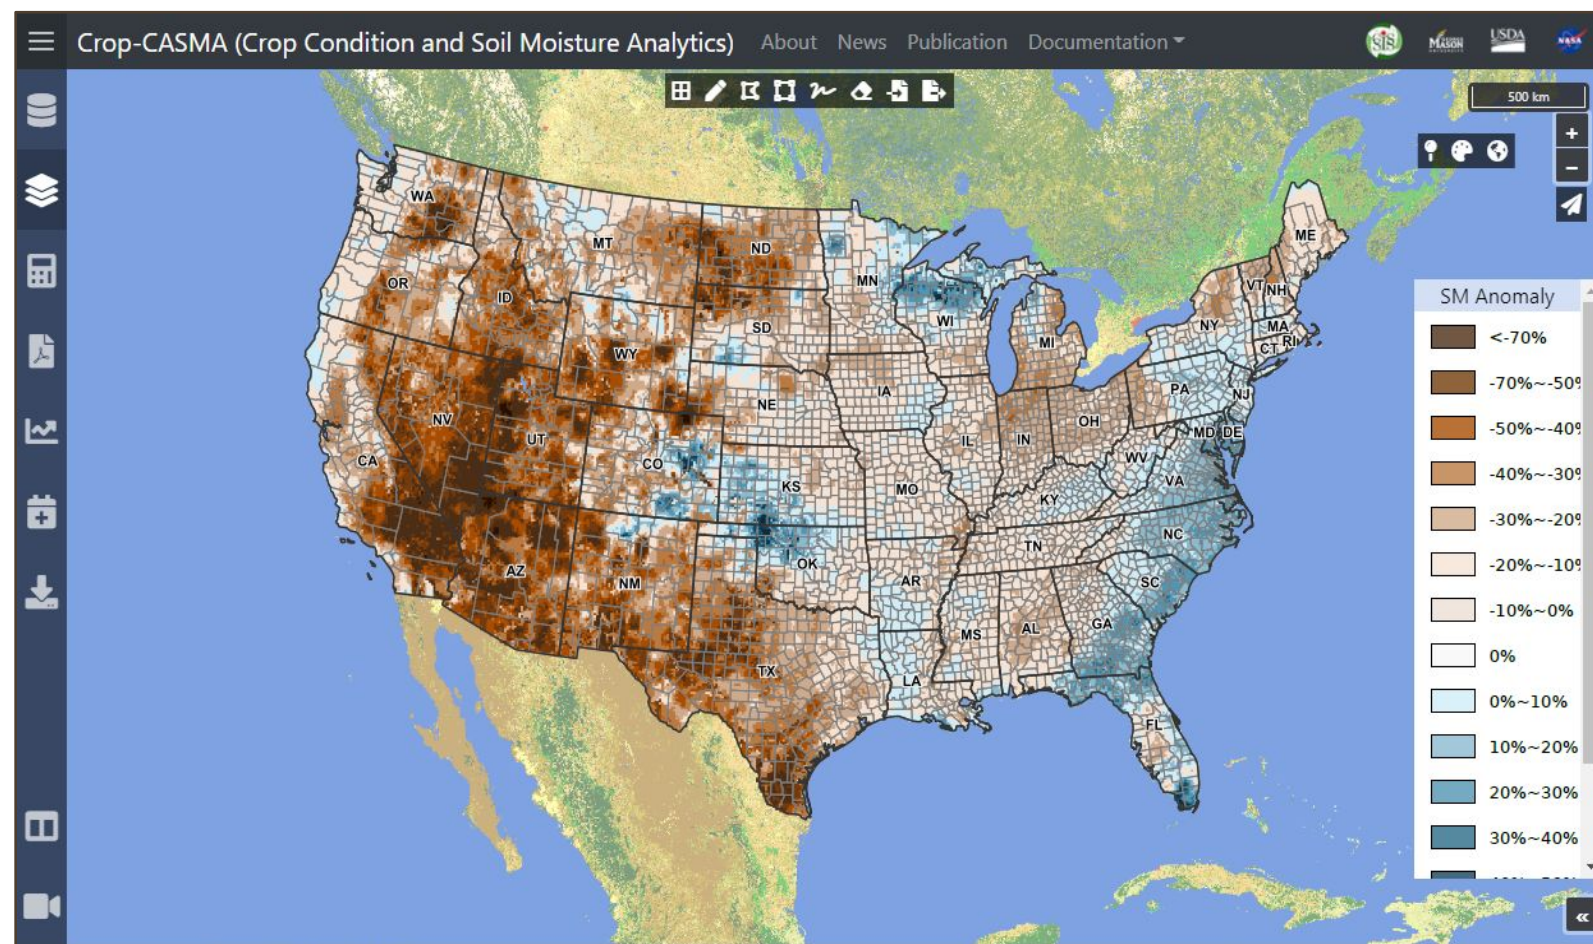 Crop-CASMA (Crop Condition and Soil Moisture Analytics) About News Publication Documentation
SIS
MASON
USDA
NASA
500 km
+
−
WA
MT
ND
MN
ME
OR
ID
SD
WI
VT
NH
NY
MA
CT
RI
MI
WY
IA
NE
PA
NJ
NV
UT
CO
IL
IN
OH
MD
DE
WV
VA
CA
KS
MO
KY
NC
TN
AZ
NM
OK
AR
SC
MS
AL
GA
TX
LA
FL
SM Anomaly
<-70%
-70%~-50%
-50%~-40%
-40%~-30%
-30%~-20%
-20%~-10%
-10%~0%
0%
0%~10%
10%~20%
20%~30%
30%~40%
«